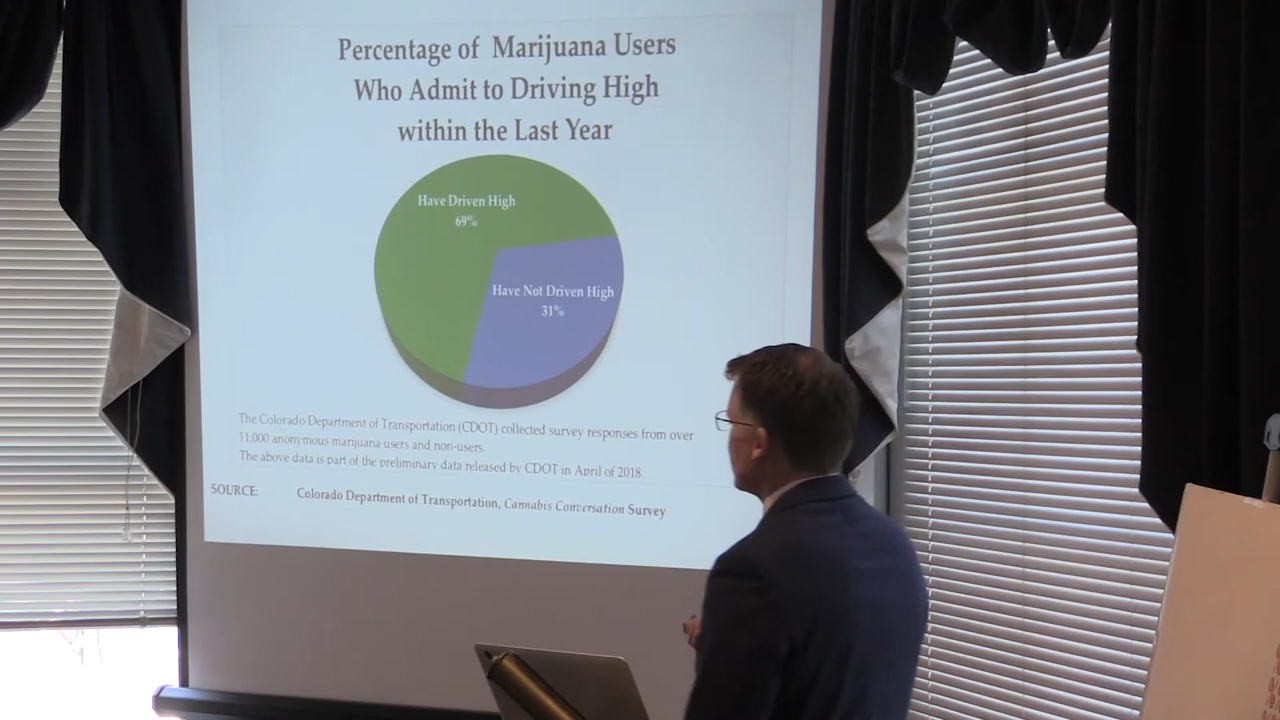 Percentage of Marijuana Users
Who Admit to Driving High
within the Last Year
Have Driven High
69%
Have Not Driven High
31%
The Colorado Department of Transportation (CDOT) collected survey responses from over
11,000 anonymous marijuana users and non-users.
The above data is part of the preliminary data released by CDOT in April of 2018.
SOURCE: Colorado Department of Transportation, Cannabis Conversation Survey